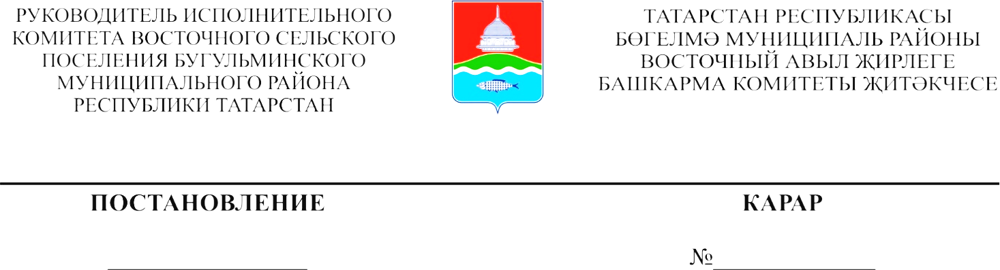 РУКОВОДИТЕЛЬ ИСПОЛНИТЕЛЬНОГО
КОМИТЕТА ВОСТОЧНОГО СЕЛЬСКОГО
ПОСЕЛЕНИЯ БУГУЛЬМИНСКОГО
МУНИЦИПАЛЬНОГО РАЙОНА
РЕСПУБЛИКИ ТАТАРСТАН
ТАТАРСТАН РЕСПУБЛИКАСЫ
БӨГЕЛМӘ МУНИЦИПАЛЬ РАЙОНЫ
ВОСТОЧНЫЙ АВЫЛ ҖИРЛЕГЕ
БАШКАРМА КОМИТЕТЫ ҖИТӘКЧЕСЕ
ПОСТАНОВЛЕНИЕ
КАРАР
№